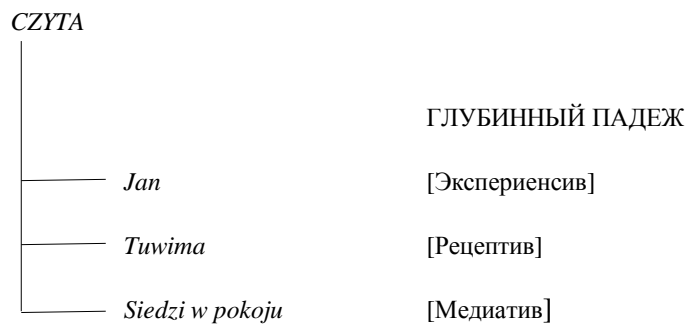 CZYTA
ГЛУБИННЫЙ ПАДЕЖ
Jan [Экспериенсив]
Tuwima [Рецептив]
Siedzi w pokoju [Медиатив]